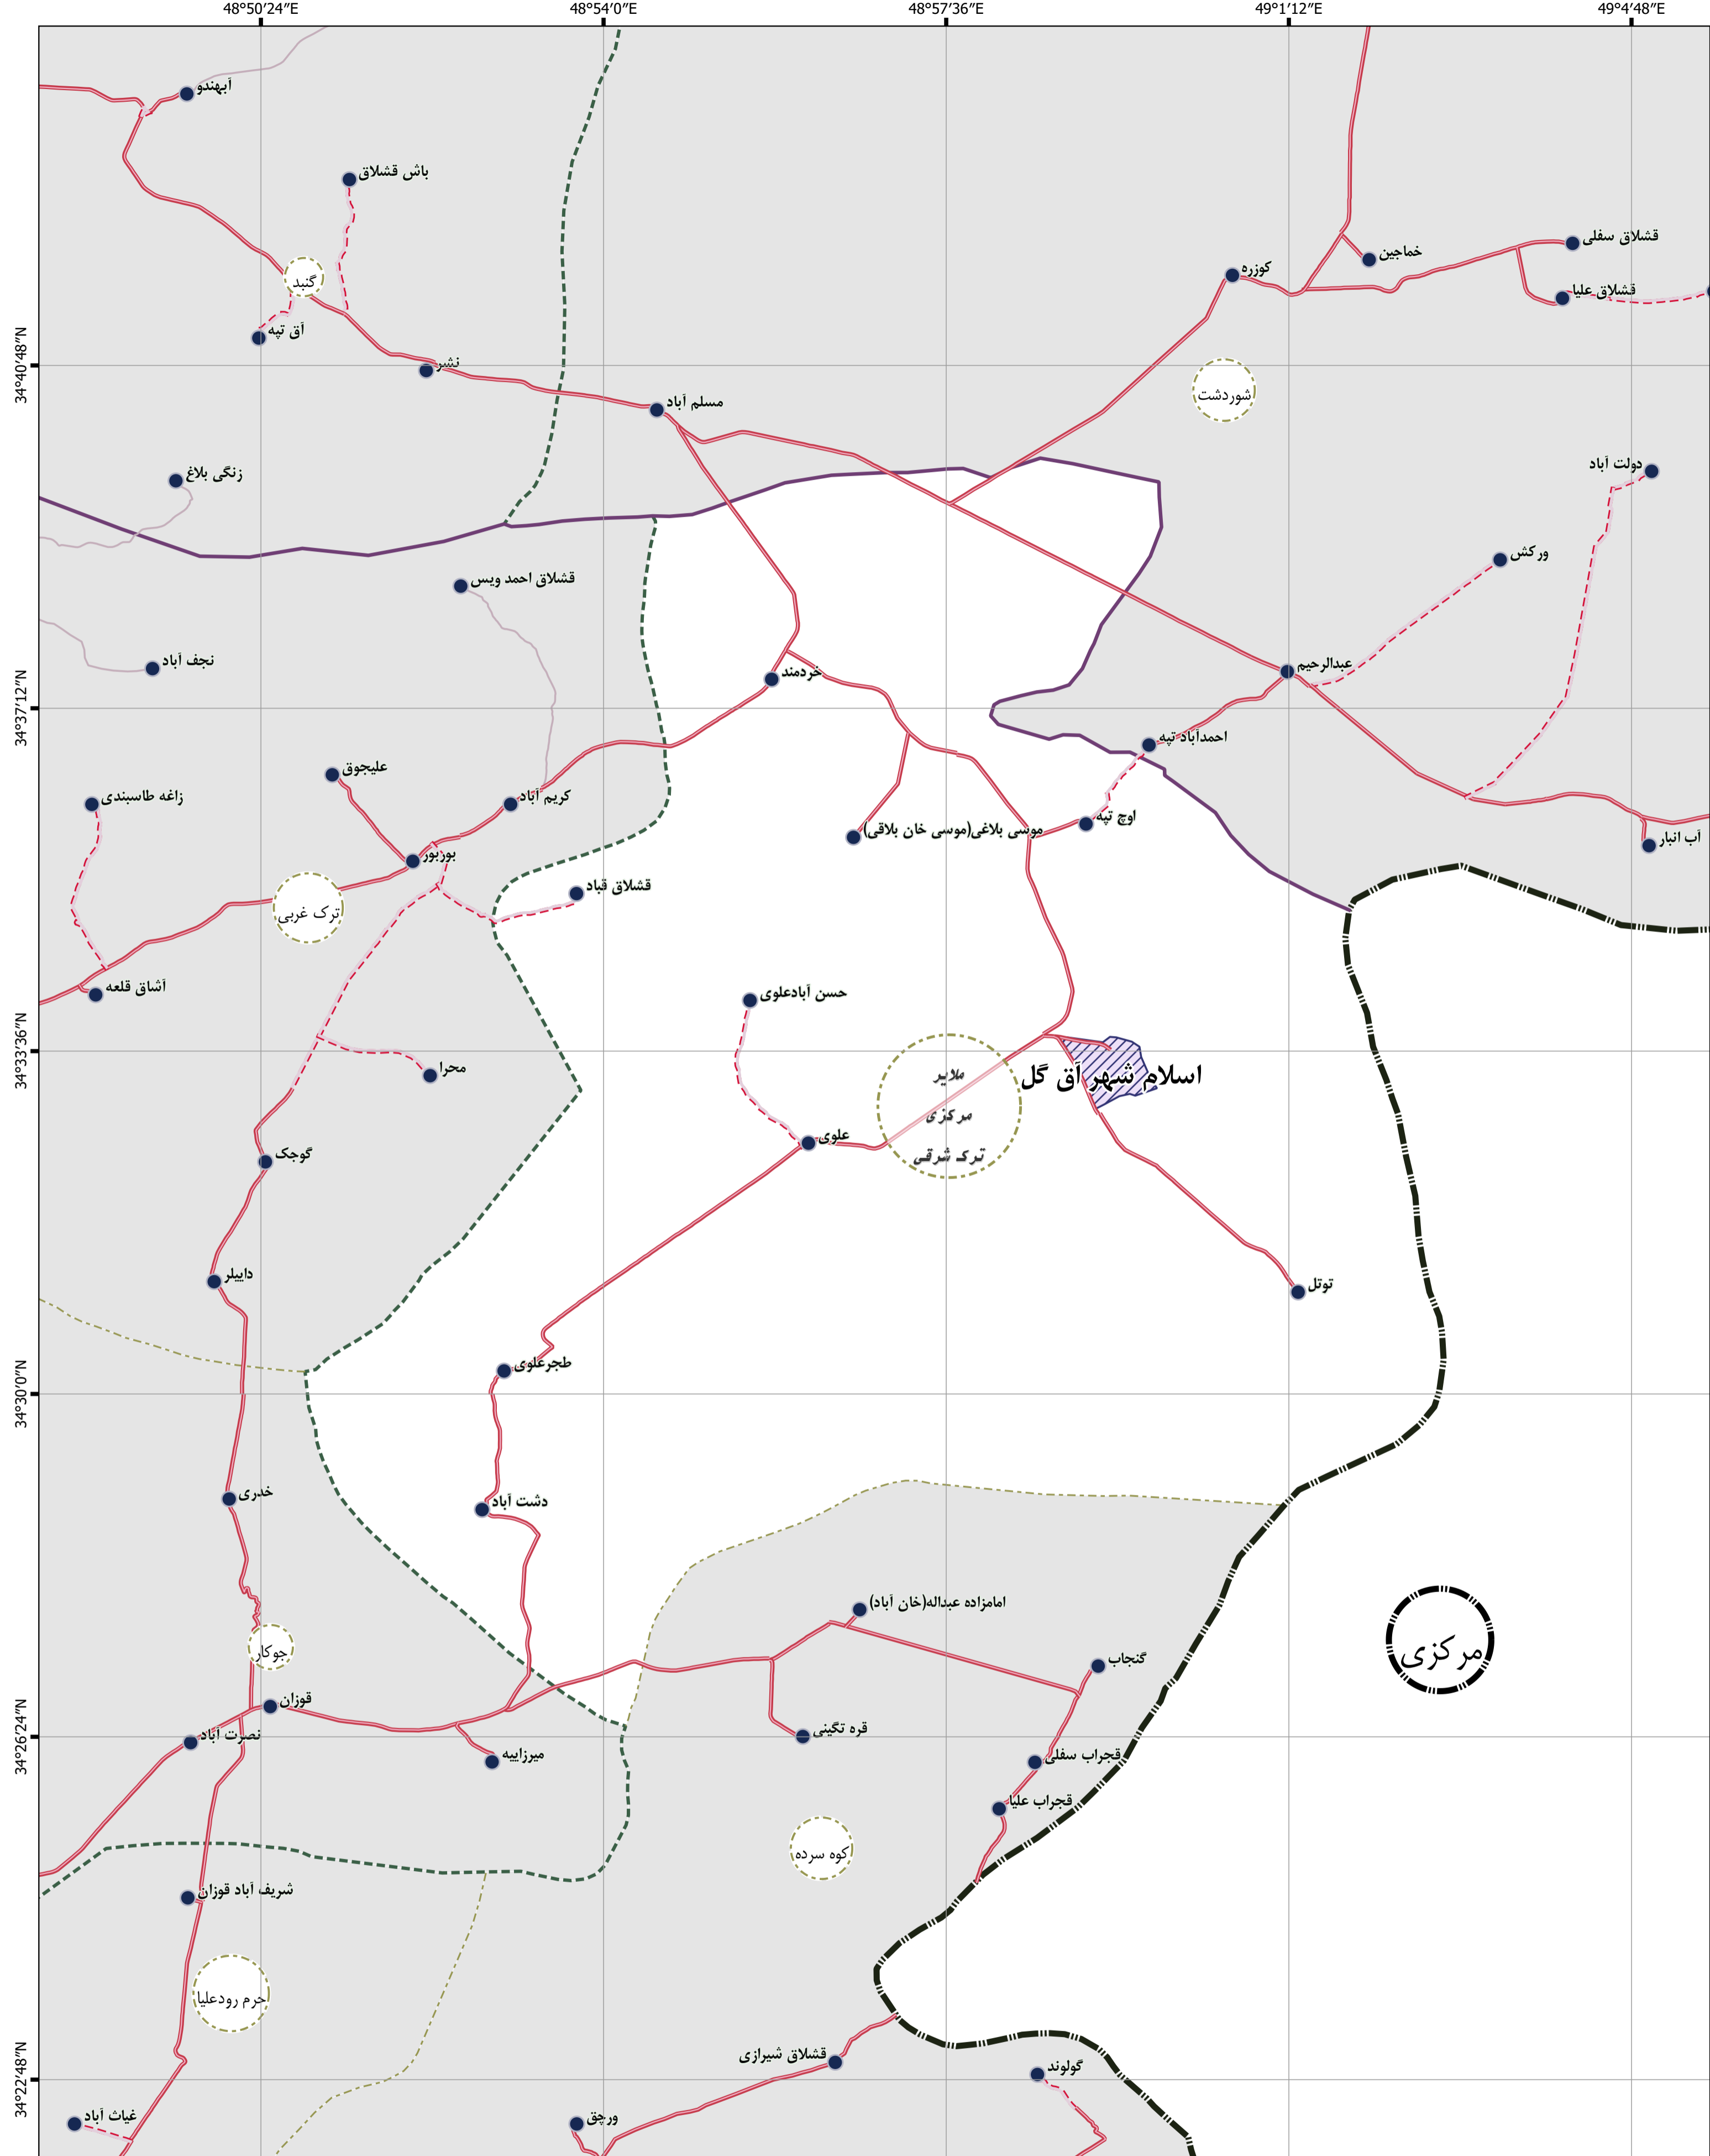 48°50′24″E
48°54′0″E
48°57′36″E
49°1′12″E
49°4′48″E
آبهندو
باش قشلاق
قشلاق سفلی
خماجین
کوزره
گنبد
قشلاق علیا
آق تپه
34°40′48″N
نشر
شوردشت
مسلم آباد
دولت آباد
زنگی بلاغ
ورکش
قشلاق احمد ویس
نجف آباد
عبدالرحیم
خردمند
34°37′12″N
احمدآباد تپه
علیجوق
زاغه طاسبندی
کریم آباد
اوچ تپه
موسی بلاغی(موسی خان بلاقی)
آب انبار
بوربور
قشلاق قباد
ترک غربی
آشاق قلعه
حسن آبادعلوی
34°33′36″N
محرا
اسلام شهر آق گل
ملایر
مرکزی
ترک شرقی
علوی
گوجک
داییلر
توتل
طجرعلوی
34°30′0″N
خدری
دشت آباد
امامزاده عبداله(خان آباد)
جوکار
گنجاب
مرکزی
قوزان
34°26′24″N
نصرت آباد
قره تگینی
میرزاییه
قجراب سفلی
قجراب علیا
کوه سرده
شریف آباد قوزان
حرم رودعلیا
قشلاق شیرازی
گولوند
34°22′48″N
غیاث آباد
ورچق